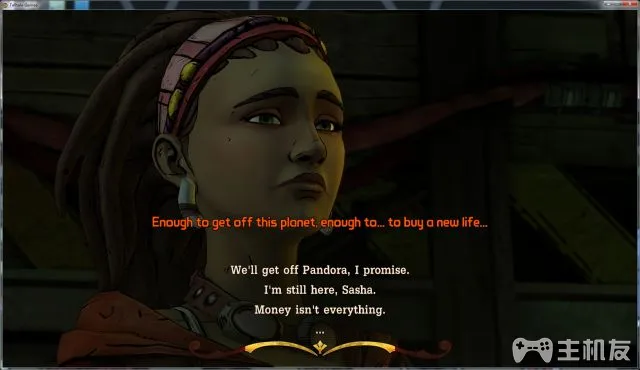 Telltale Games
Enough to get off this planet, enough to... to buy a new life...
We'll get off Pandora, I promise.
I'm still here, Sasha.
Money isn't everything.
...
主机友